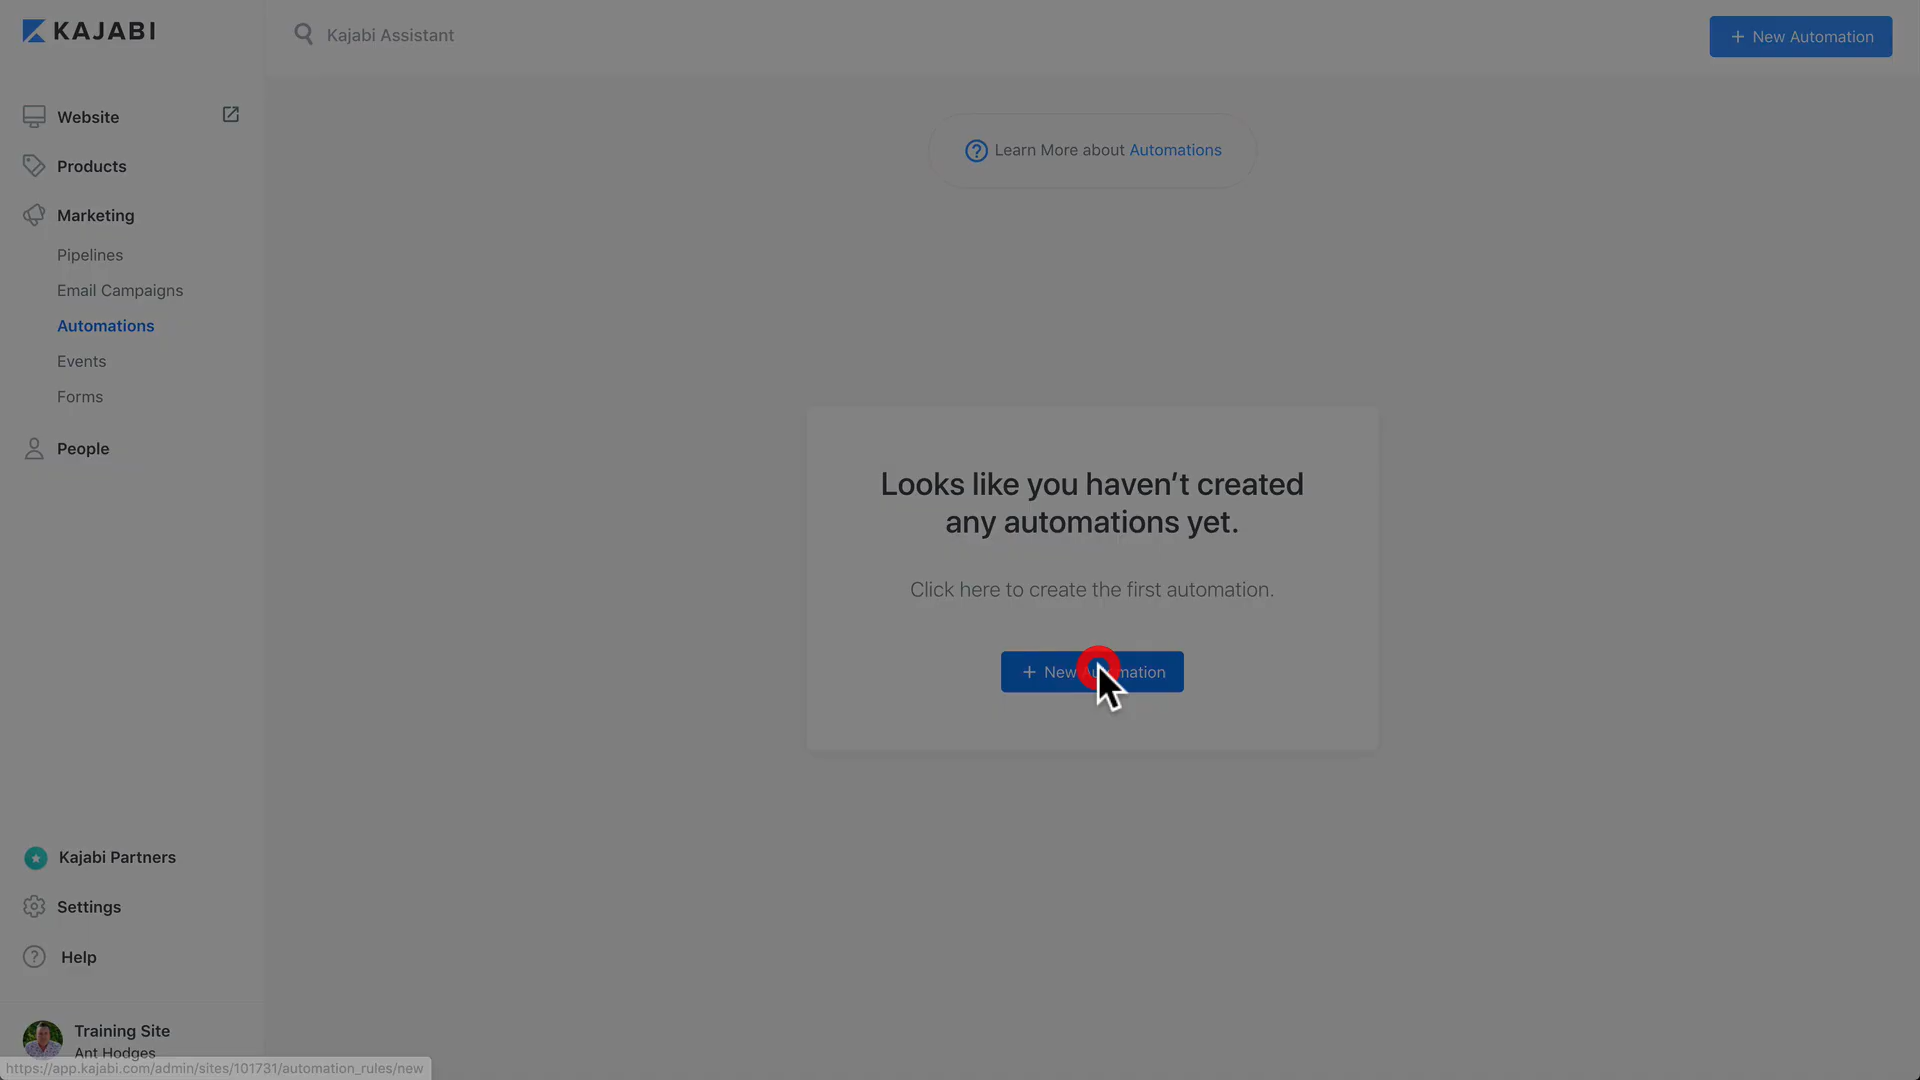 KAJABI
Kajabi Assistant
+ New Automation
Website
Products
Marketing
Pipelines
Email Campaigns
Automations
Events
Forms
People
Learn More about Automations
Looks like you haven't created
any automations yet.
Click here to create the first automation.
+ New Automation
Kajabi Partners
Settings
Help
Training Site
Ant Hodges
https://app.kajabi.com/admin/sites/101731/automation_rules/new